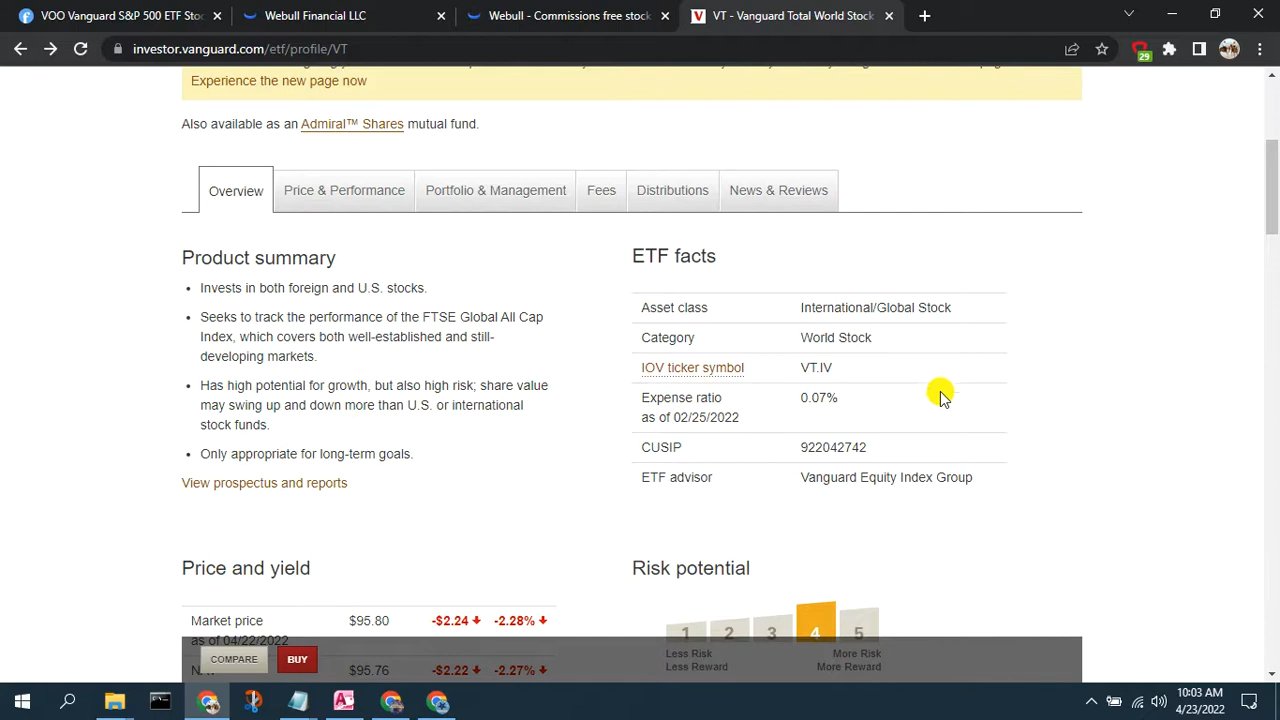 VOO Vanguard S&P 500 ETF Stoc
Webull Financial LLC
Webull - Commissions free stock
VT - Vanguard Total World Stock
investor.vanguard.com/etf/profile/VT
29
Experience the new page now
Also available as an Admiral™ Shares mutual fund.
Overview
Price & Performance
Portfolio & Management
Fees
Distributions
News & Reviews
Product summary
• Invests in both foreign and U.S. stocks.
• Seeks to track the performance of the FTSE Global All Cap
Index, which covers both well-established and still-
developing markets.
• Has high potential for growth, but also high risk; share value
may swing up and down more than U.S. or international
stock funds.
• Only appropriate for long-term goals.
View prospectus and reports
ETF facts
Asset class International/Global Stock
Category World Stock
IOV ticker symbol VT.IV
Expense ratio 0.07%
as of 02/25/2022
CUSIP 922042742
ETF advisor Vanguard Equity Index Group
Price and yield
Market price $95.80 -$2.24 -2.28%
as of 04/22/2022
$95.76 -$2.22 -2.27%
Risk potential
1 2 3 4 5
Less Risk More Risk
Less Reward More Reward
COMPARE
BUY
10:03 AM
4/23/2022